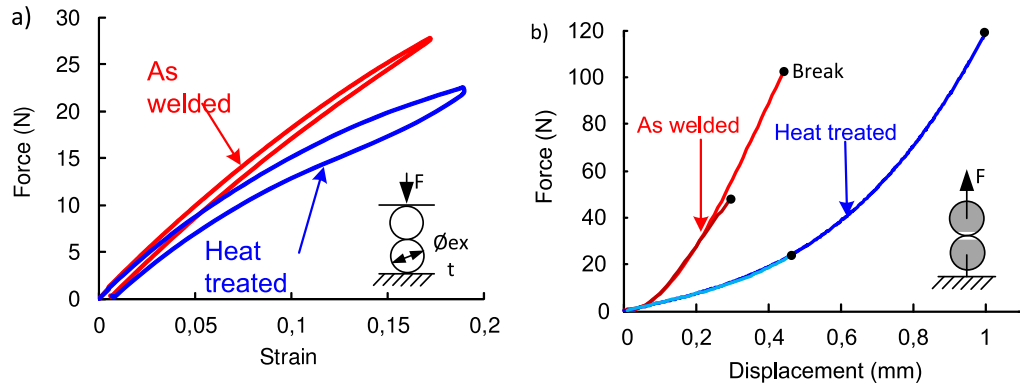 a)
Force (N)
30
25
20
15
10
5
0
0
0,05
0,1
0,15
0,2
Strain
As
welded
Heat
treated
F
Øex
t
b)
Force (N)
120
100
80
60
40
20
0
0
0,2
0,4
0,6
0,8
1
Displacement (mm)
Break
As welded
Heat treated
F